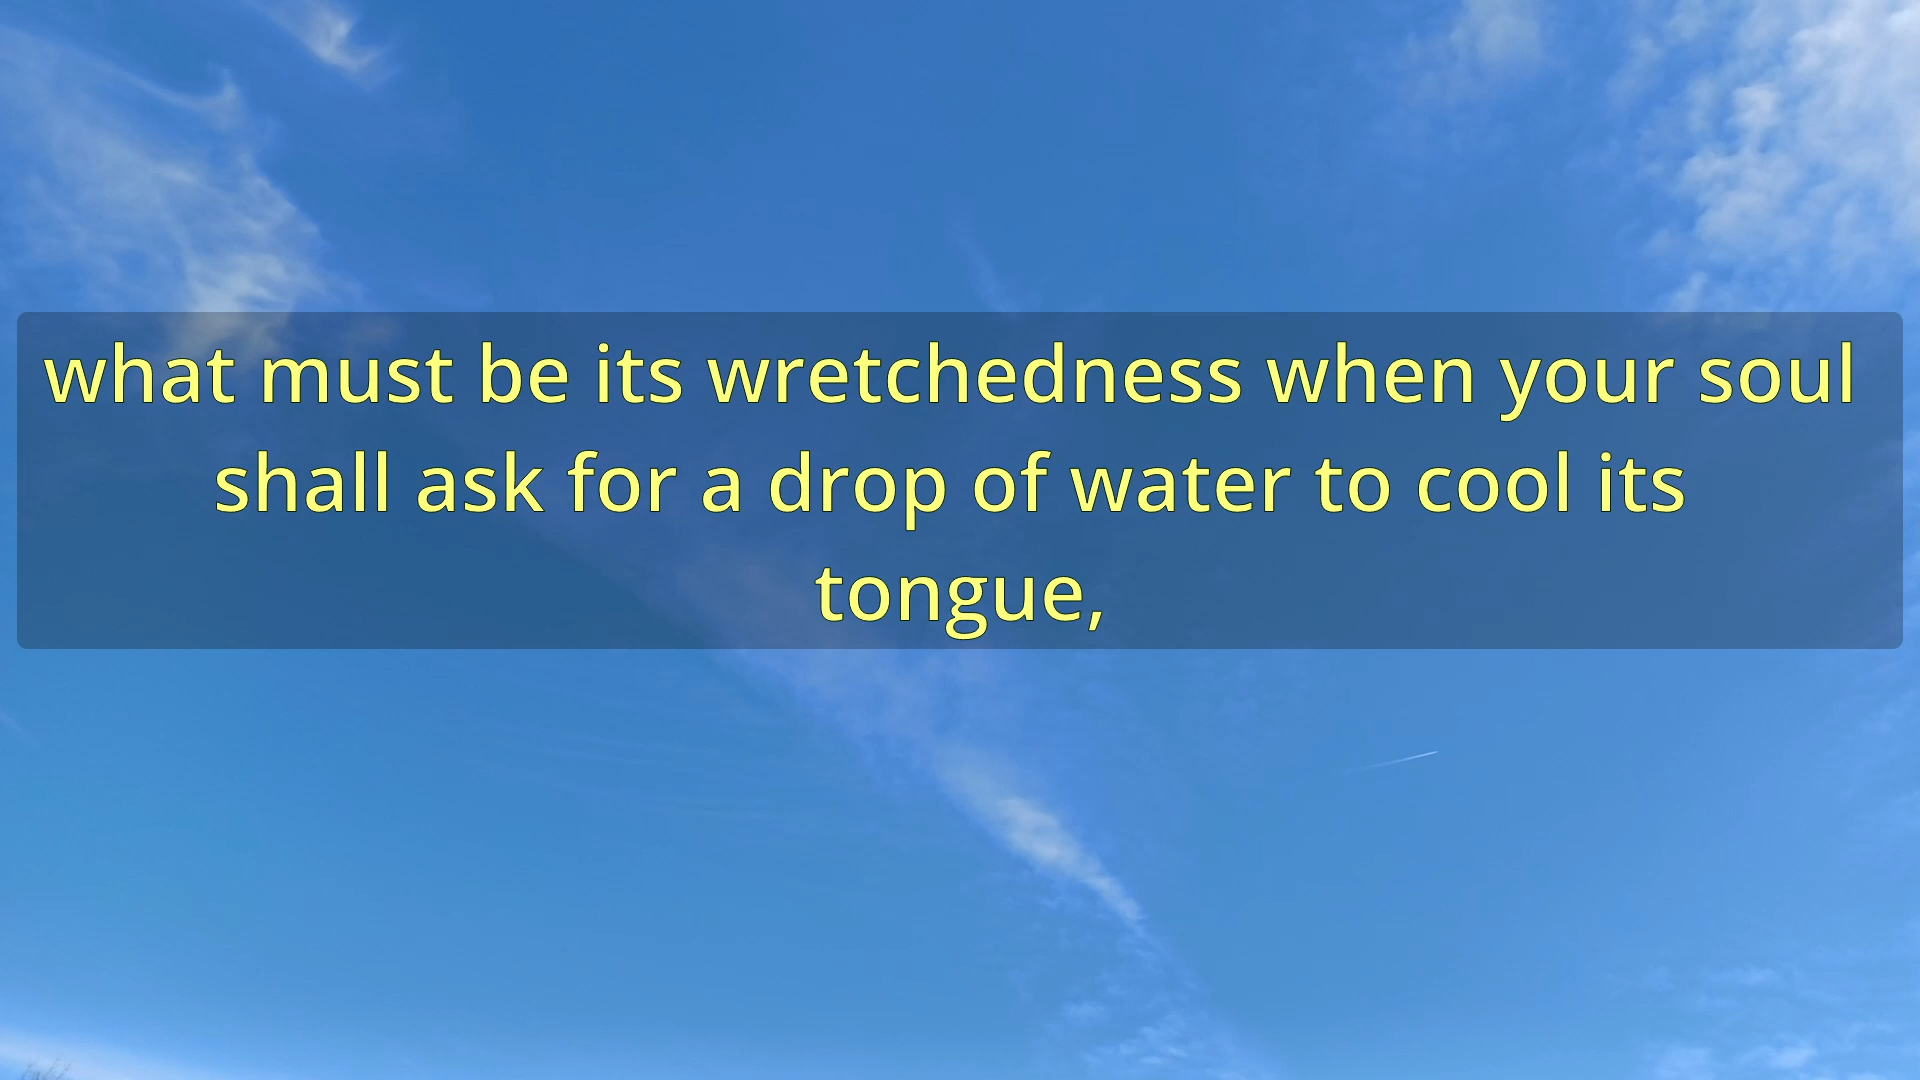 what must be its wretchedness when your soul
shall ask for a drop of water to cool its
tongue,